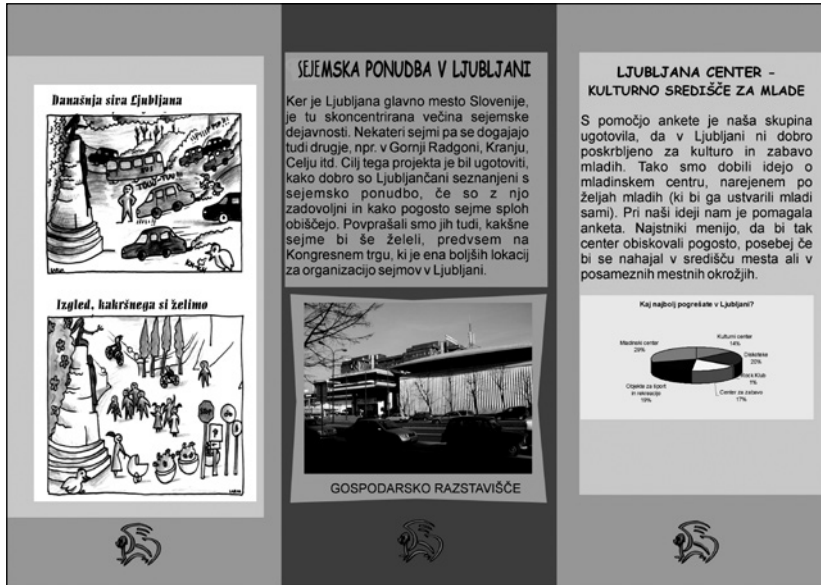 Današnja siva Ljubljana
Izgled, kakršnega si želimo
SEJEMSKA PONUDBA V LJUBLJANI
Ker je Ljubljana glavno mesto Slovenije,
je tu skoncentrirana večina sejemske
dejavnosti. Nekateri sejmi pa se dogajajo
tudi drugje, npr. v Gornji Radgoni, Kranju,
Celju itd. Cilj tega projekta je bil ugotoviti,
kako dobro so Ljubljančani seznanjeni s
sejemsko ponudbo, če so z njo
zadovoljni in kako pogosto sejme sploh
obiščejo. Povprašali smo jih tudi, kakšne
sejme bi še želeli, predvsem na
Kongresnem trgu, ki je ena boljših lokacij
za organizacijo sejmov v Ljubljani.
GOSPODARSKO RAZSTAVIŠČE
LJUBLJANA CENTER -
KULTURNO SREDIŠČE ZA MLADE
S pomočjo ankete je naša skupina
ugotovila, da v Ljubljani ni dobro
poskrbljeno za kulturo in zabavo
mladih. Tako smo dobili idejo o
mladinskem centru, narejenem po
željah mladih (ki bi ga ustvarili mladi
sami). Pri naši ideji nam je pomagala
anketa. Najstniki menijo, da bi tak
center obiskovali pogosto, posebej če
bi se nahajal v središču mesta ali v
posameznih mestnih okrožjih.
Kaj najbolj pogrešate v Ljubljani?
Mladinski center
29%
Kulturni center
14%
Diskoteke
20%
Rock Klub
1%
Center za zabavo
17%
Objekte za šport
in rekreacijo
19%